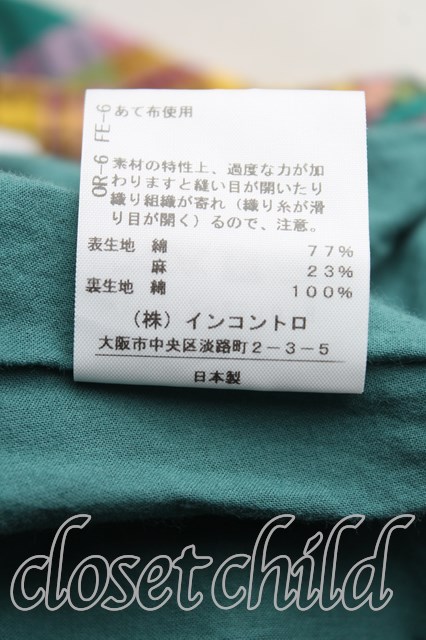 FE-6 あて布使用
OR-6 素材の特性上、過度な力が加
わりますと縫い目が開いたり
織り組織が寄れ（織り糸が滑
り目が開く）るので、注意。
表生地 綿 77%
麻 23%
裏生地 綿 100%
（株）インコントロ
大阪市中央区淡路町2-3-5
日本製
closetchild